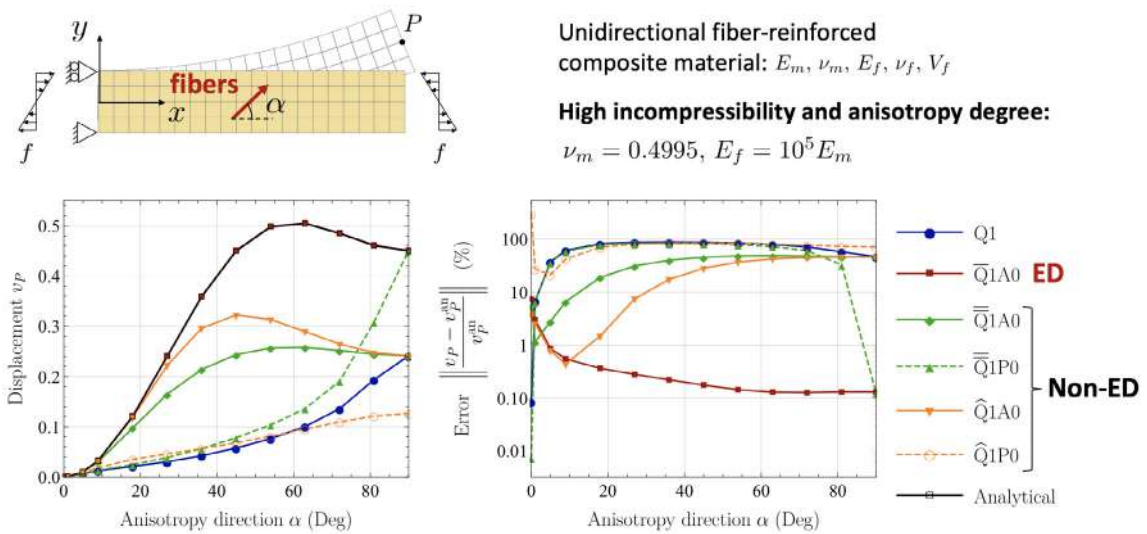 y
P
fibers
α
x
f
f
Unidirectional fiber-reinforced
composite material: E_m, ν_m, E_f, ν_f, V_f
High incompressibility and anisotropy degree:
ν_m = 0.4995, E_f = 10^5 E_m
Displacement v_P
0.5
0.4
0.3
0.2
0.1
0.0
0
20
40
60
80
Anisotropy direction α (Deg)
Error ‖(v_P − v_P^an)/v_P^an‖ (%)
100
10
1
0.10
0.01
0
20
40
60
80
Anisotropy direction α (Deg)
Q1
Q̅1A0 ED
Q̿1A0
Q̿1P0
Q̂1A0
Q̂1P0
Non-ED
Analytical